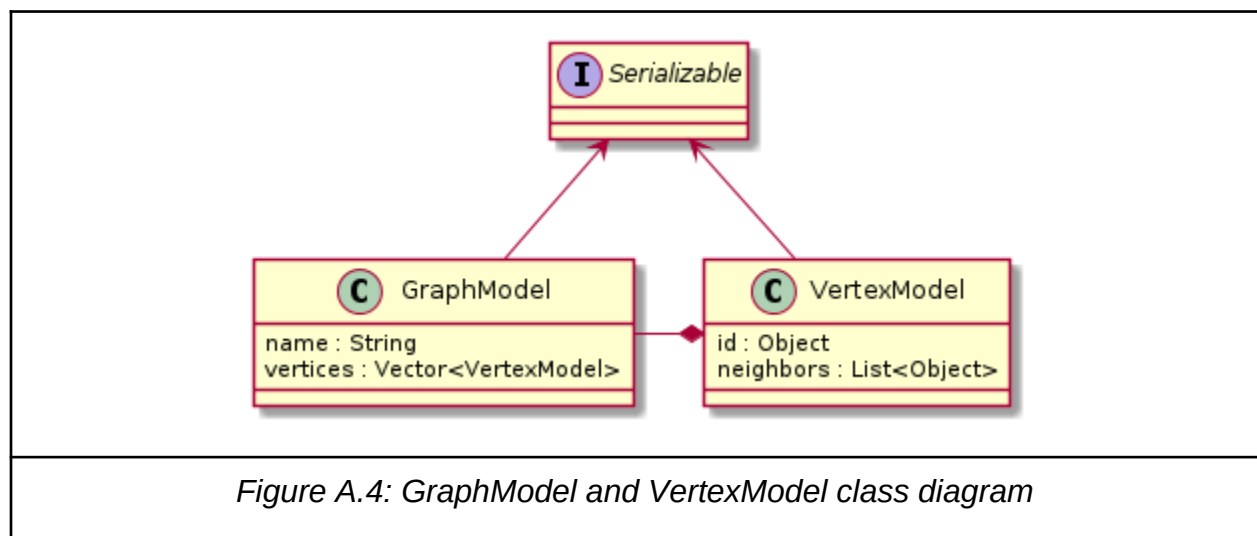 I Serializable
C GraphModel
name : String
vertices : Vector<VertexModel>
C VertexModel
id : Object
neighbors : List<Object>
Figure A.4: GraphModel and VertexModel class diagram